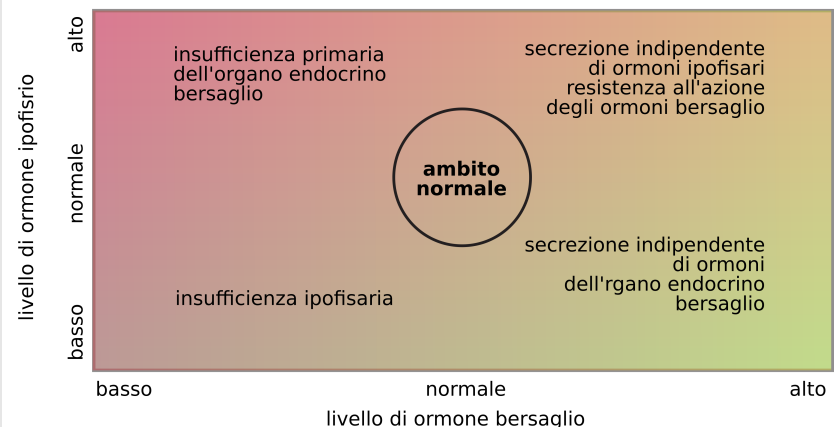 alto
livello di ormone ipofisrio
normale
basso
insufficienza primaria
dell'organo endocrino
bersaglio
secrezione indipendente
di ormoni ipofisari
resistenza all'azione
degli ormoni bersaglio
ambito
normale
insufficienza ipofisaria
secrezione indipendente
di ormoni
dell'rgano endocrino
bersaglio
basso
normale
alto
livello di ormone bersaglio